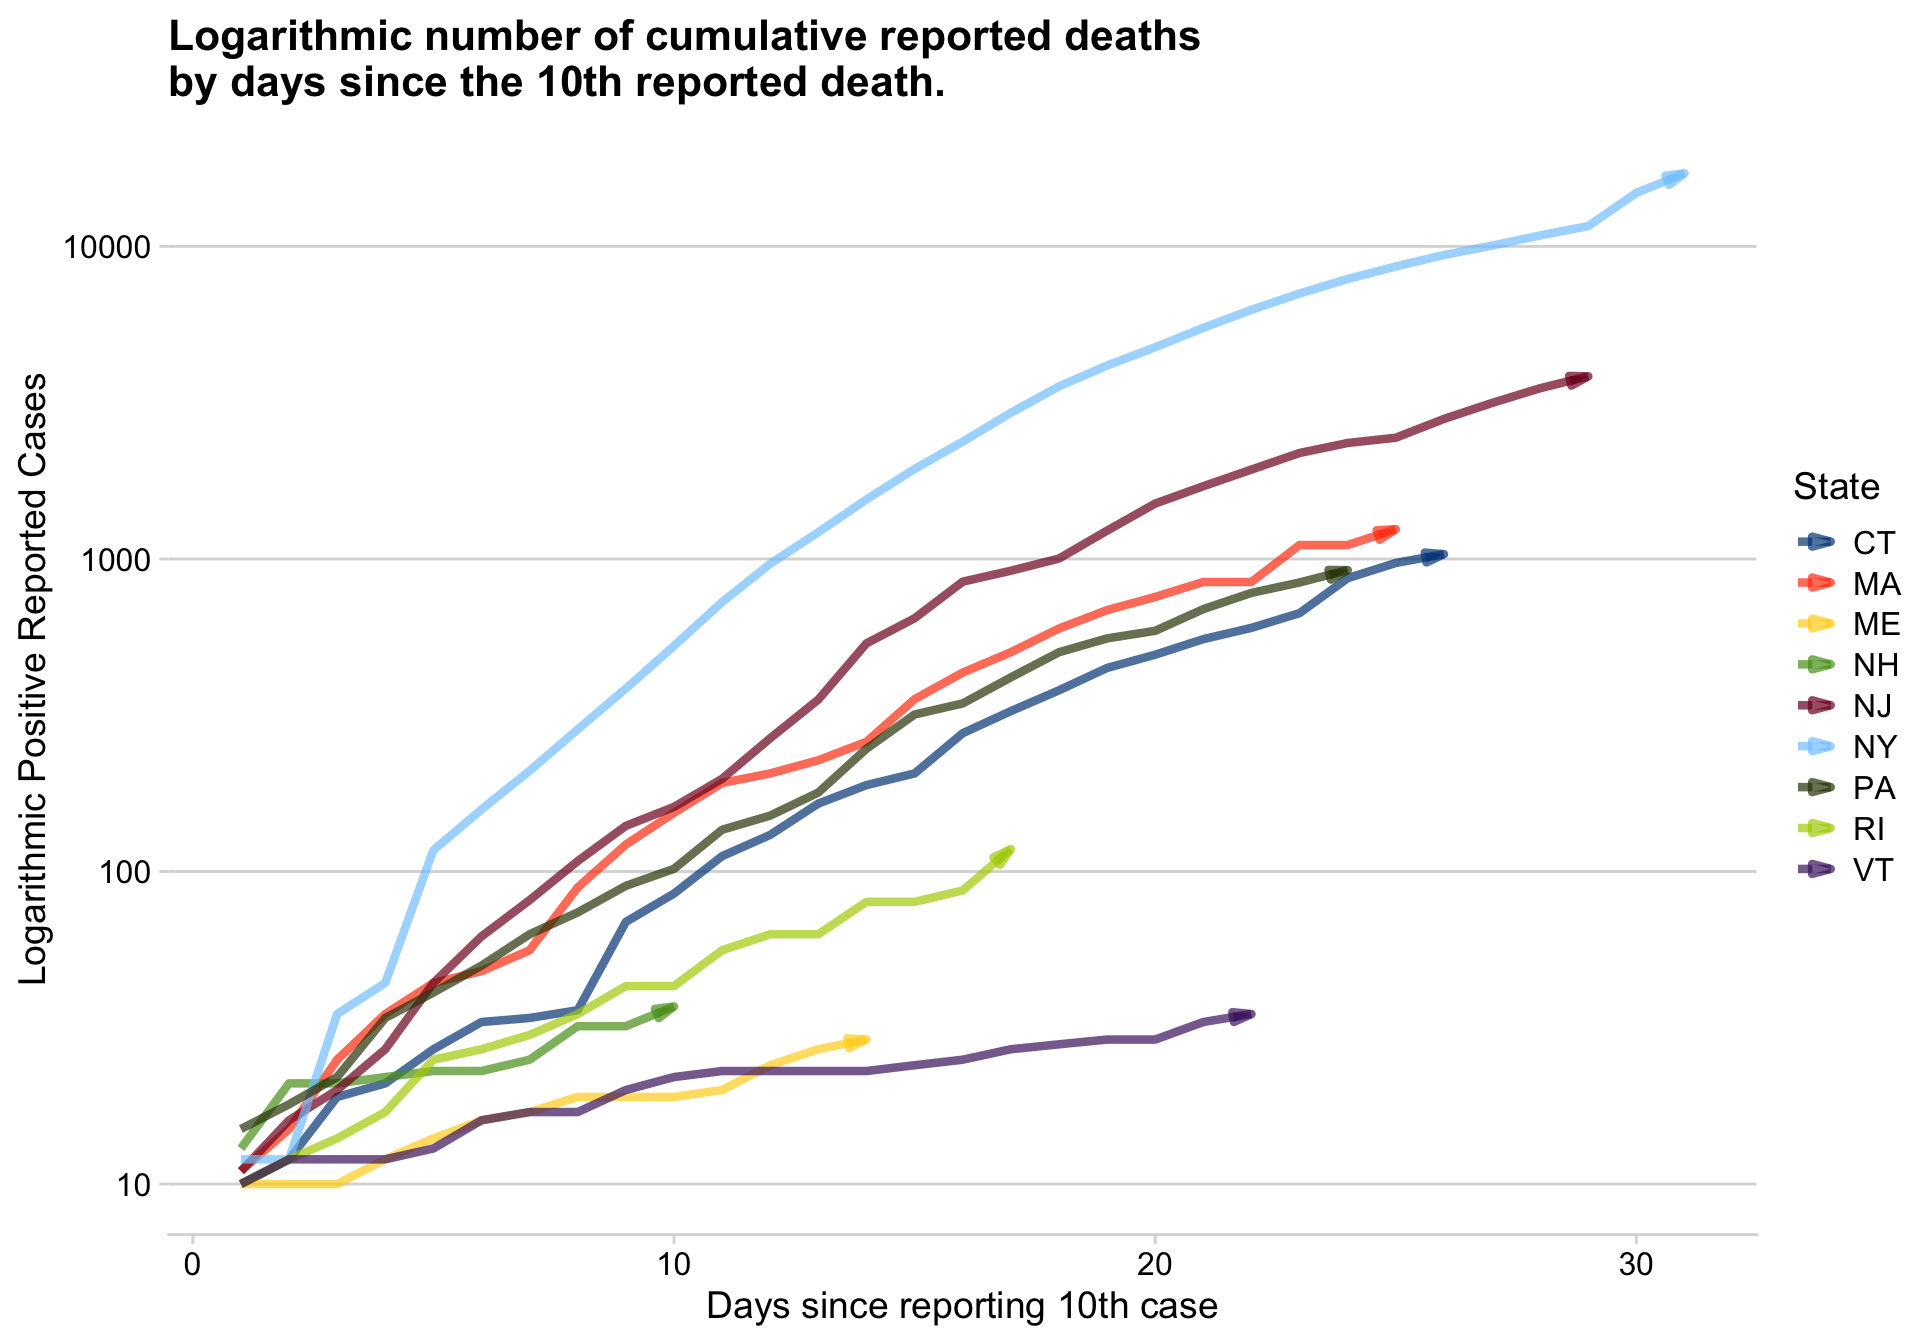 Logarithmic number of cumulative reported deaths
by days since the 10th reported death.
Logarithmic Positive Reported Cases
10000
1000
100
10
0
10
20
30
Days since reporting 10th case
State
CT
MA
ME
NH
NJ
NY
PA
RI
VT